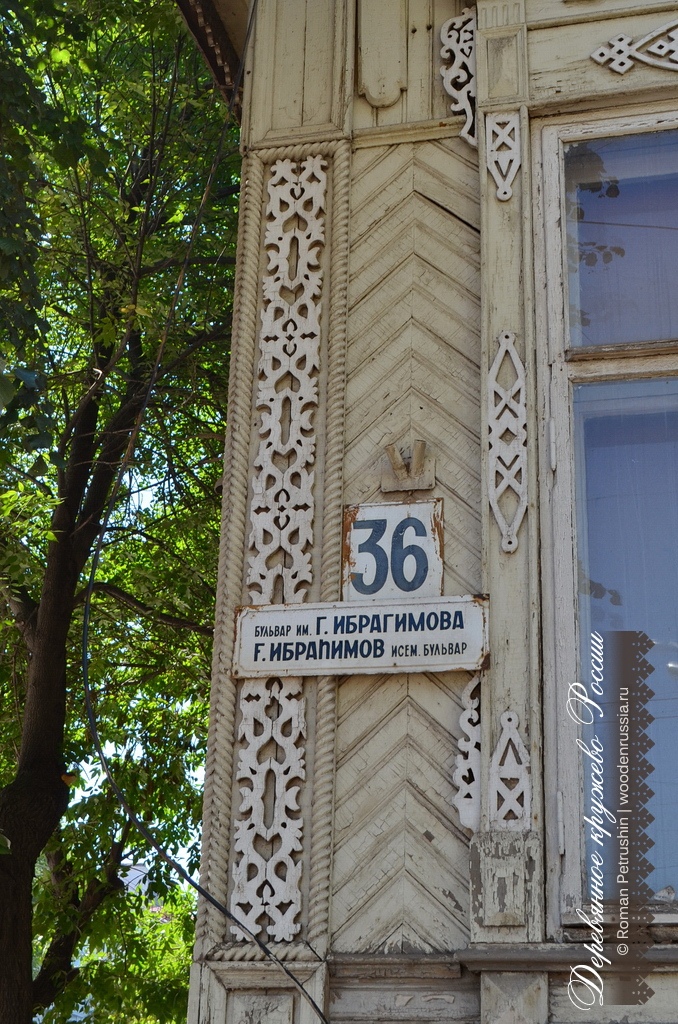 36
БУЛЬВАР ИМ. Г. ИБРАГИМОВА
Ғ. ИБРАҺИМОВ ИСЕМ. БУЛЬВАР
Деревянное кружево России
© Roman Petrushin | woodenrussia.ru